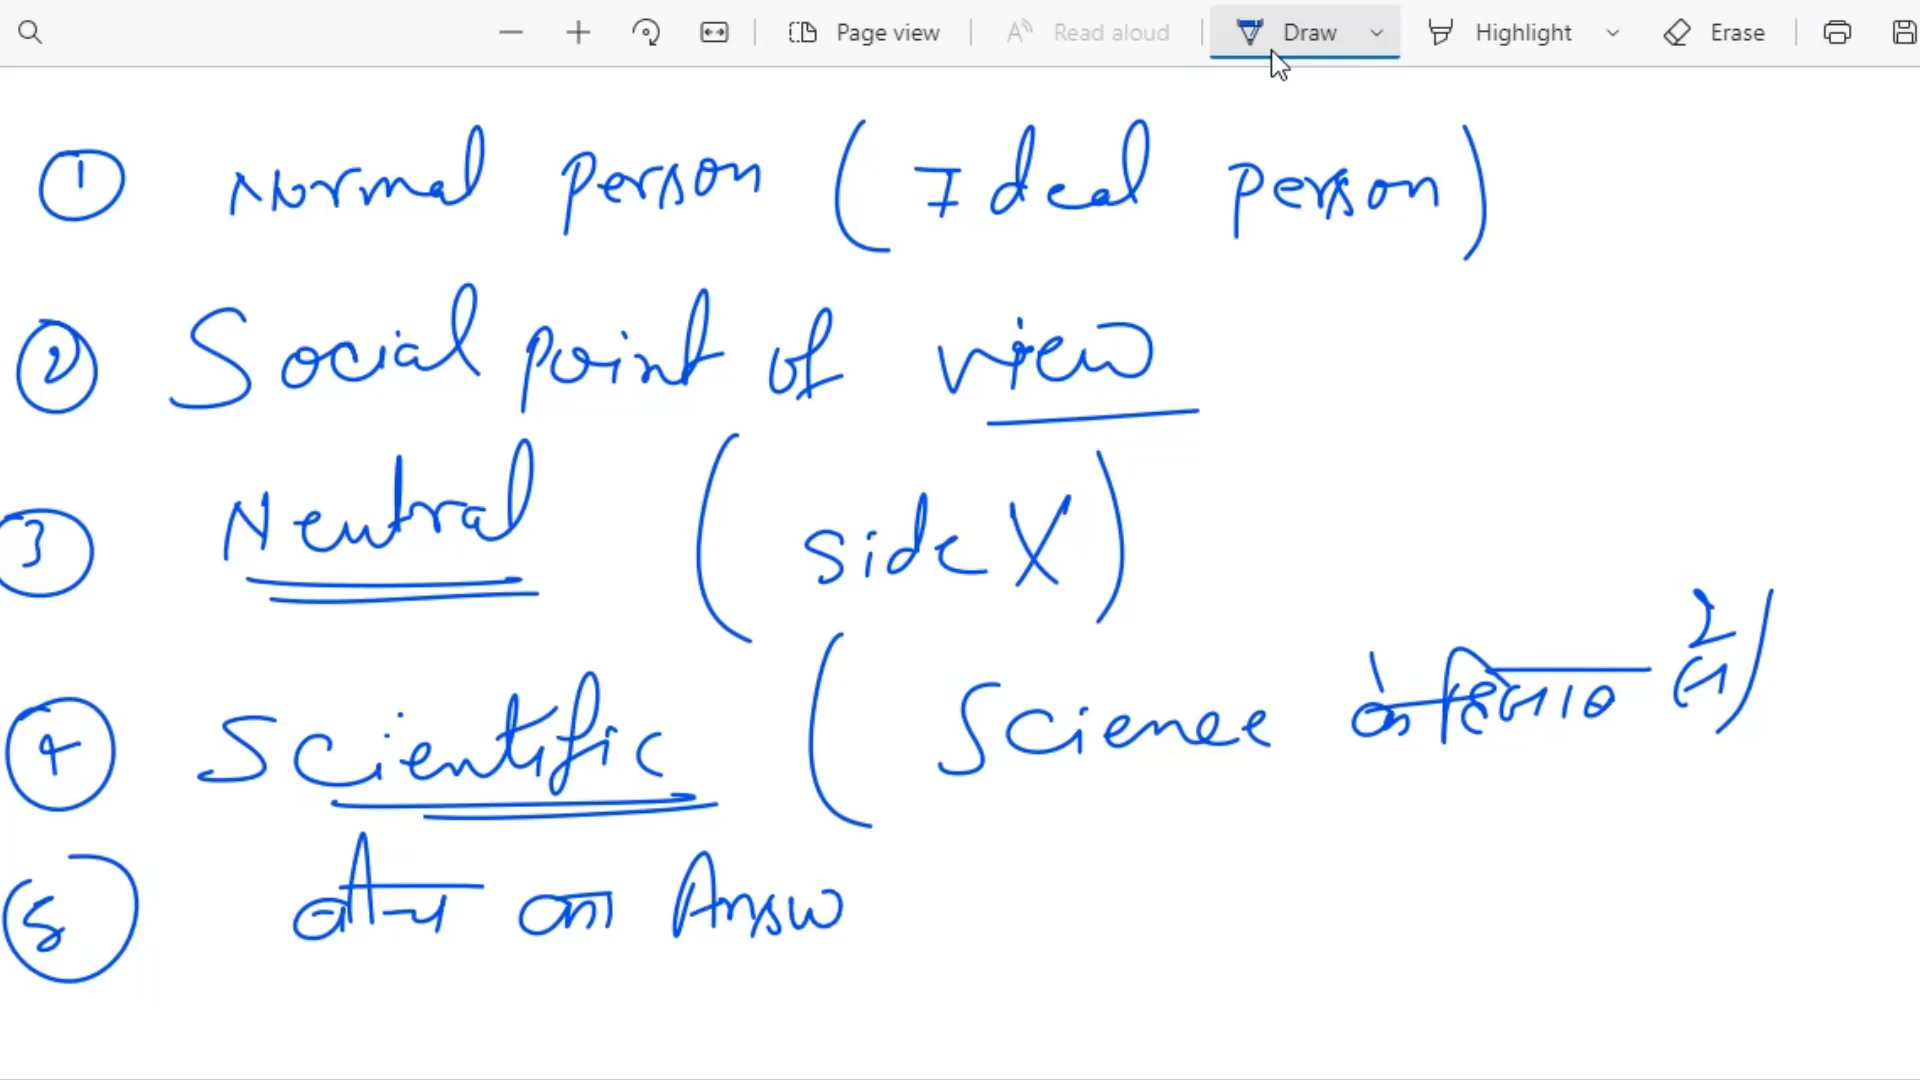 Page view Read aloud Draw Highlight Erase
① Normal person (Ideal person)
② Social point of view
③ Neutral (side X)
④ Scientific (Science
⑤ का Answ